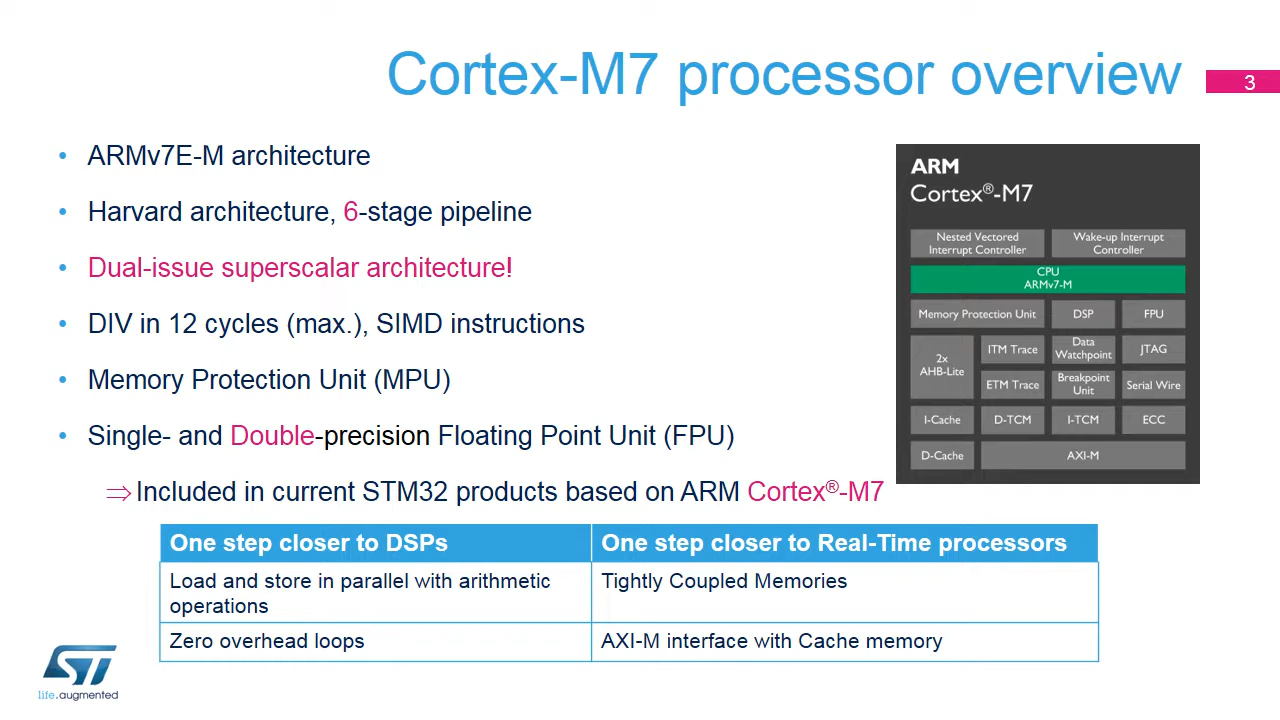 Cortex-M7 processor overview
3
• ARMv7E-M architecture
• Harvard architecture, 6-stage pipeline
• Dual-issue superscalar architecture!
• DIV in 12 cycles (max.), SIMD instructions
• Memory Protection Unit (MPU)
• Single- and Double-precision Floating Point Unit (FPU)
⇒ Included in current STM32 products based on ARM Cortex®-M7
ARM
Cortex®-M7
Nested Vectored
Interrupt Controller
Wake-up Interrupt
Controller
CPU
ARMv7-M
Memory Protection Unit
DSP
FPU
2x
AHB-Lite
ITM Trace
Data
Watchpoint
JTAG
ETM Trace
Breakpoint
Unit
Serial Wire
I-Cache
D-TCM
I-TCM
ECC
D-Cache
AXI-M
One step closer to DSPs
One step closer to Real-Time processors
Load and store in parallel with arithmetic
operations
Tightly Coupled Memories
Zero overhead loops
AXI-M interface with Cache memory
ST
life.augmented